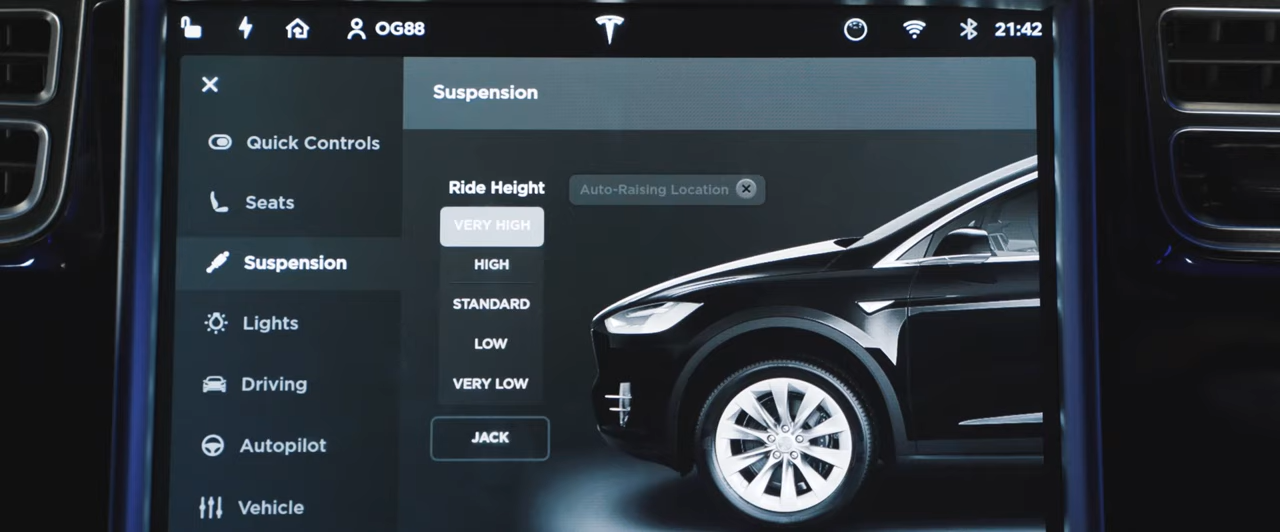 OG88
21:42
Suspension
Quick Controls
Seats
Suspension
Lights
Driving
Autopilot
Vehicle
Ride Height
Auto-Raising Location
VERY HIGH
HIGH
STANDARD
LOW
VERY LOW
JACK